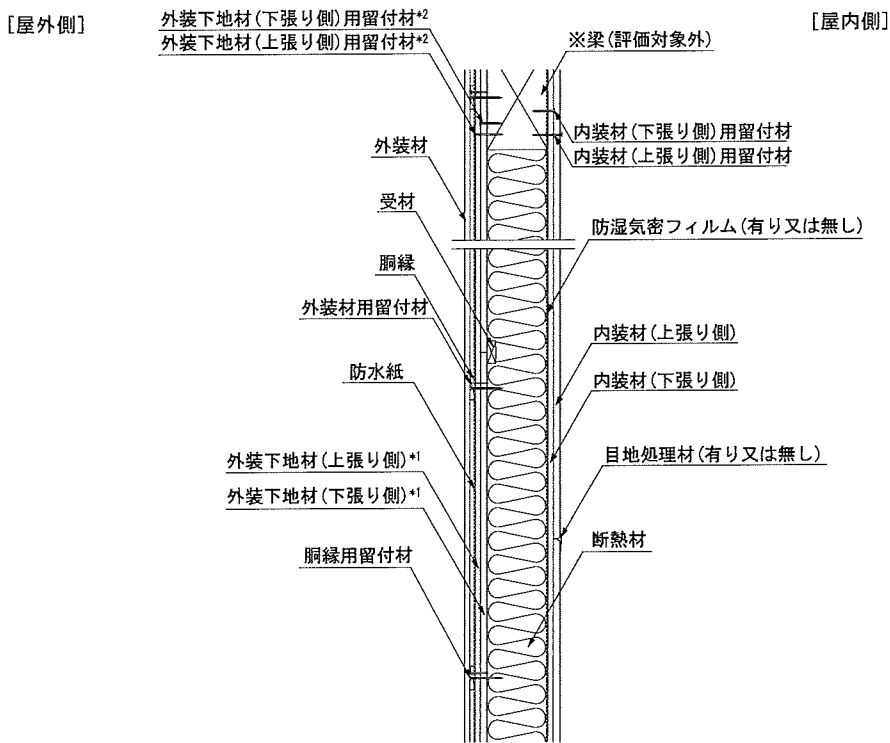 [屋外側]
[屋内側]
外装下地材(下張り側)用留付材*2
外装下地材(上張り側)用留付材*2
※梁(評価対象外)
内装材(下張り側)用留付材
内装材(上張り側)用留付材
外装材
受材
防湿気密フィルム(有り又は無し)
胴縁
外装材用留付材
内装材(上張り側)
防水紙
内装材(下張り側)
外装下地材(上張り側)*1
目地処理材(有り又は無し)
外装下地材(下張り側)*1
断熱材
胴縁用留付材